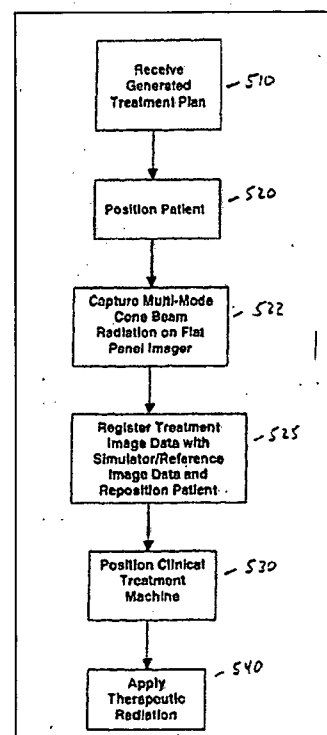 Receive
Generated
Treatment Plan
510
Position Patient
520
Capture Multi-Mode
Cone Beam
Radiation on Flat
Panel Imager
522
Register Treatment
Image Data with
Simulator/Reference
Image Data and
Reposition Patient
525
Position Clinical
Treatment
Machine
530
Apply
Therapeutic
Radiation
540